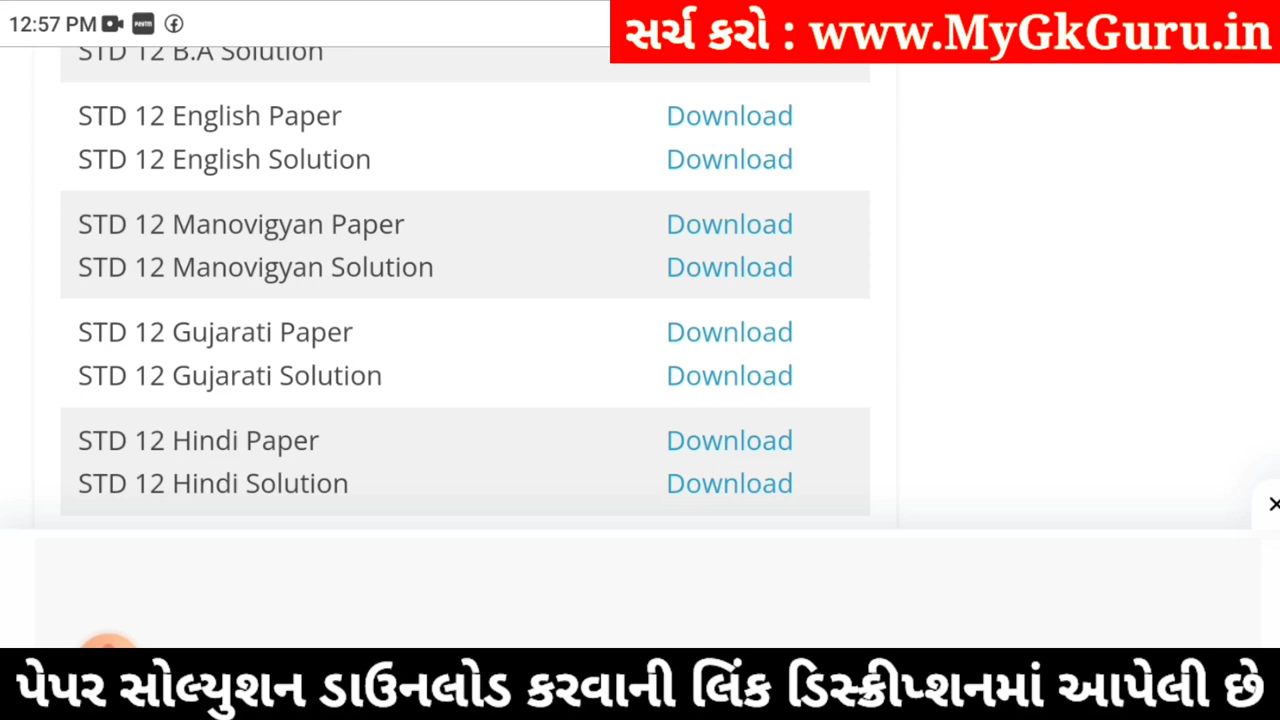 12:57 PM
સર્ચ કરો : www.MyGkGuru.in
STD 12 B.A Solution
STD 12 English Paper Download
STD 12 English Solution Download
STD 12 Manovigyan Paper Download
STD 12 Manovigyan Solution Download
STD 12 Gujarati Paper Download
STD 12 Gujarati Solution Download
STD 12 Hindi Paper Download
STD 12 Hindi Solution Download
પેપર સોલ્યુશન ડાઉનલોડ કરવાની લિંક ડિસ્ક્રીપ્શનમાં આપેલી છે